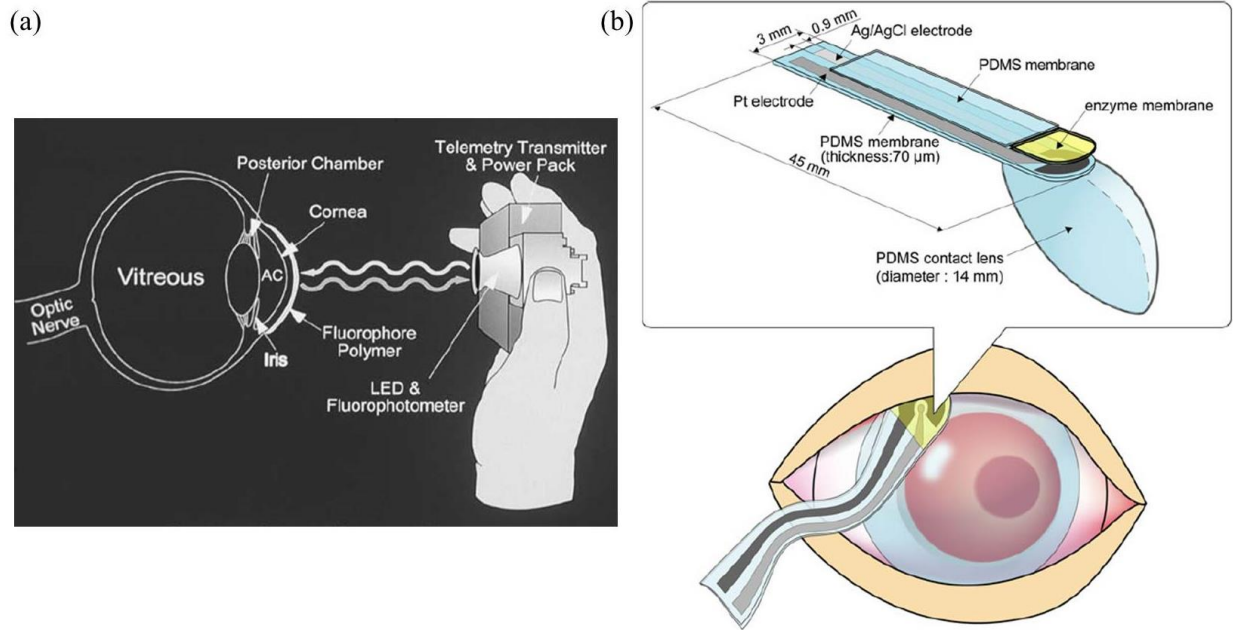 (a)
Posterior Chamber
Cornea
AC
Vitreous
Optic
Nerve
Iris
Fluorophore
Polymer
LED &
Fluorophotometer
Telemetry Transmitter
& Power Pack
(b)
3 mm
0.9 mm
Ag/AgCl electrode
PDMS membrane
Pt electrode
enzyme membrane
PDMS membrane
(thickness:70 µm)
45 mm
PDMS contact lens
(diameter : 14 mm)